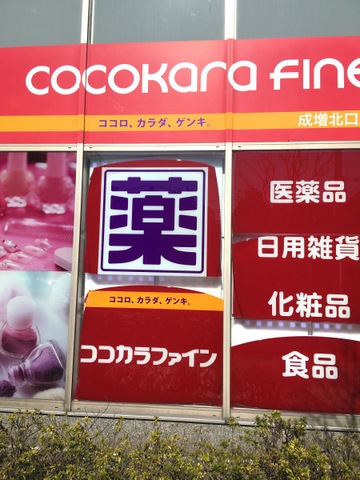 cocokara fine
ココロ、カラダ、ゲンキ。
成増北口
薬
ココロ、カラダ、ゲンキ。
ココカラファイン
医薬品
日用雑貨
化粧品
食品